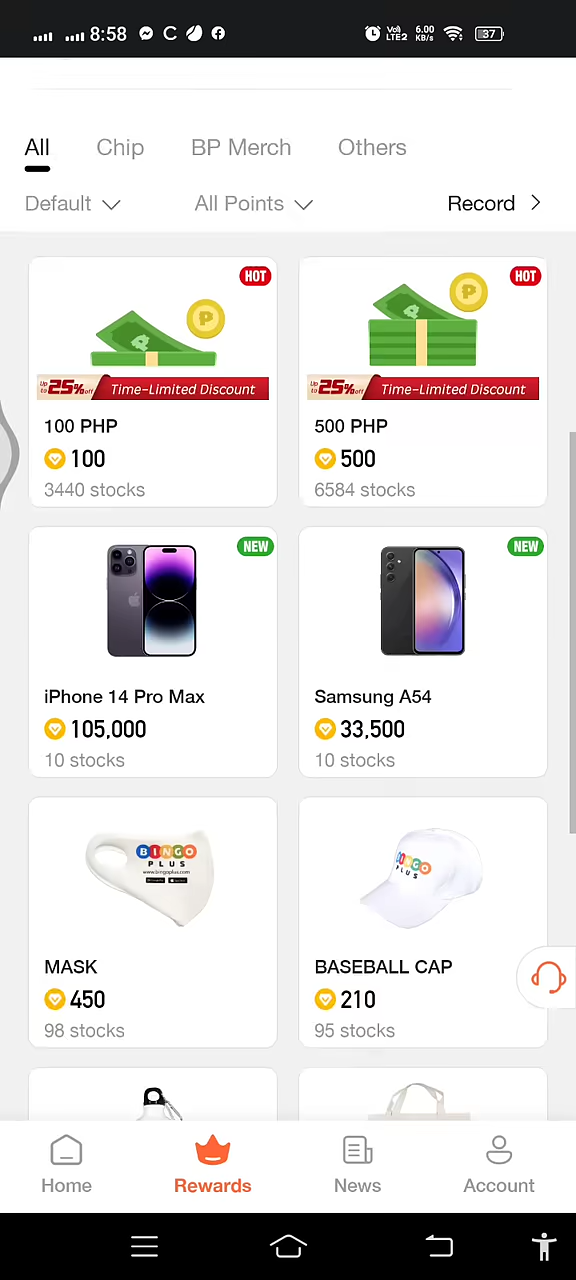 8:58
Vo))
LTE2
6.00
KB/s
37
All
Chip
BP Merch
Others
Default
All Points
Record
HOT
Up to 25% off Time-Limited Discount
100 PHP
100
3440 stocks
HOT
Up to 25% off Time-Limited Discount
500 PHP
500
6584 stocks
NEW
iPhone 14 Pro Max
105,000
10 stocks
NEW
Samsung A54
33,500
10 stocks
BINGO
PLUS
www.bingoplus.com
MASK
450
98 stocks
BINGO
PLUS
BASEBALL CAP
210
95 stocks
Home
Rewards
News
Account